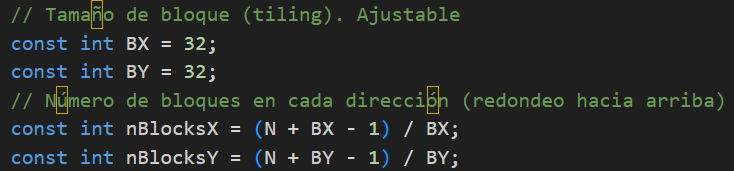 // Tamaño de bloque (tiling). Ajustable
const int BX = 32;
const int BY = 32;
// Número de bloques en cada dirección (redondeo hacia arriba)
const int nBlocksX = (N + BX - 1) / BX;
const int nBlocksY = (N + BY - 1) / BY;